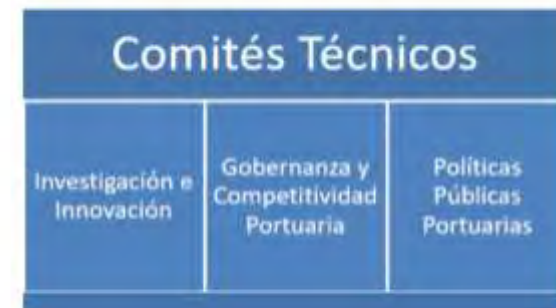 Comités Técnicos
Investigación e
Innovación
Gobernanza y
Competitividad
Portuaria
Políticas
Públicas
Portuarias